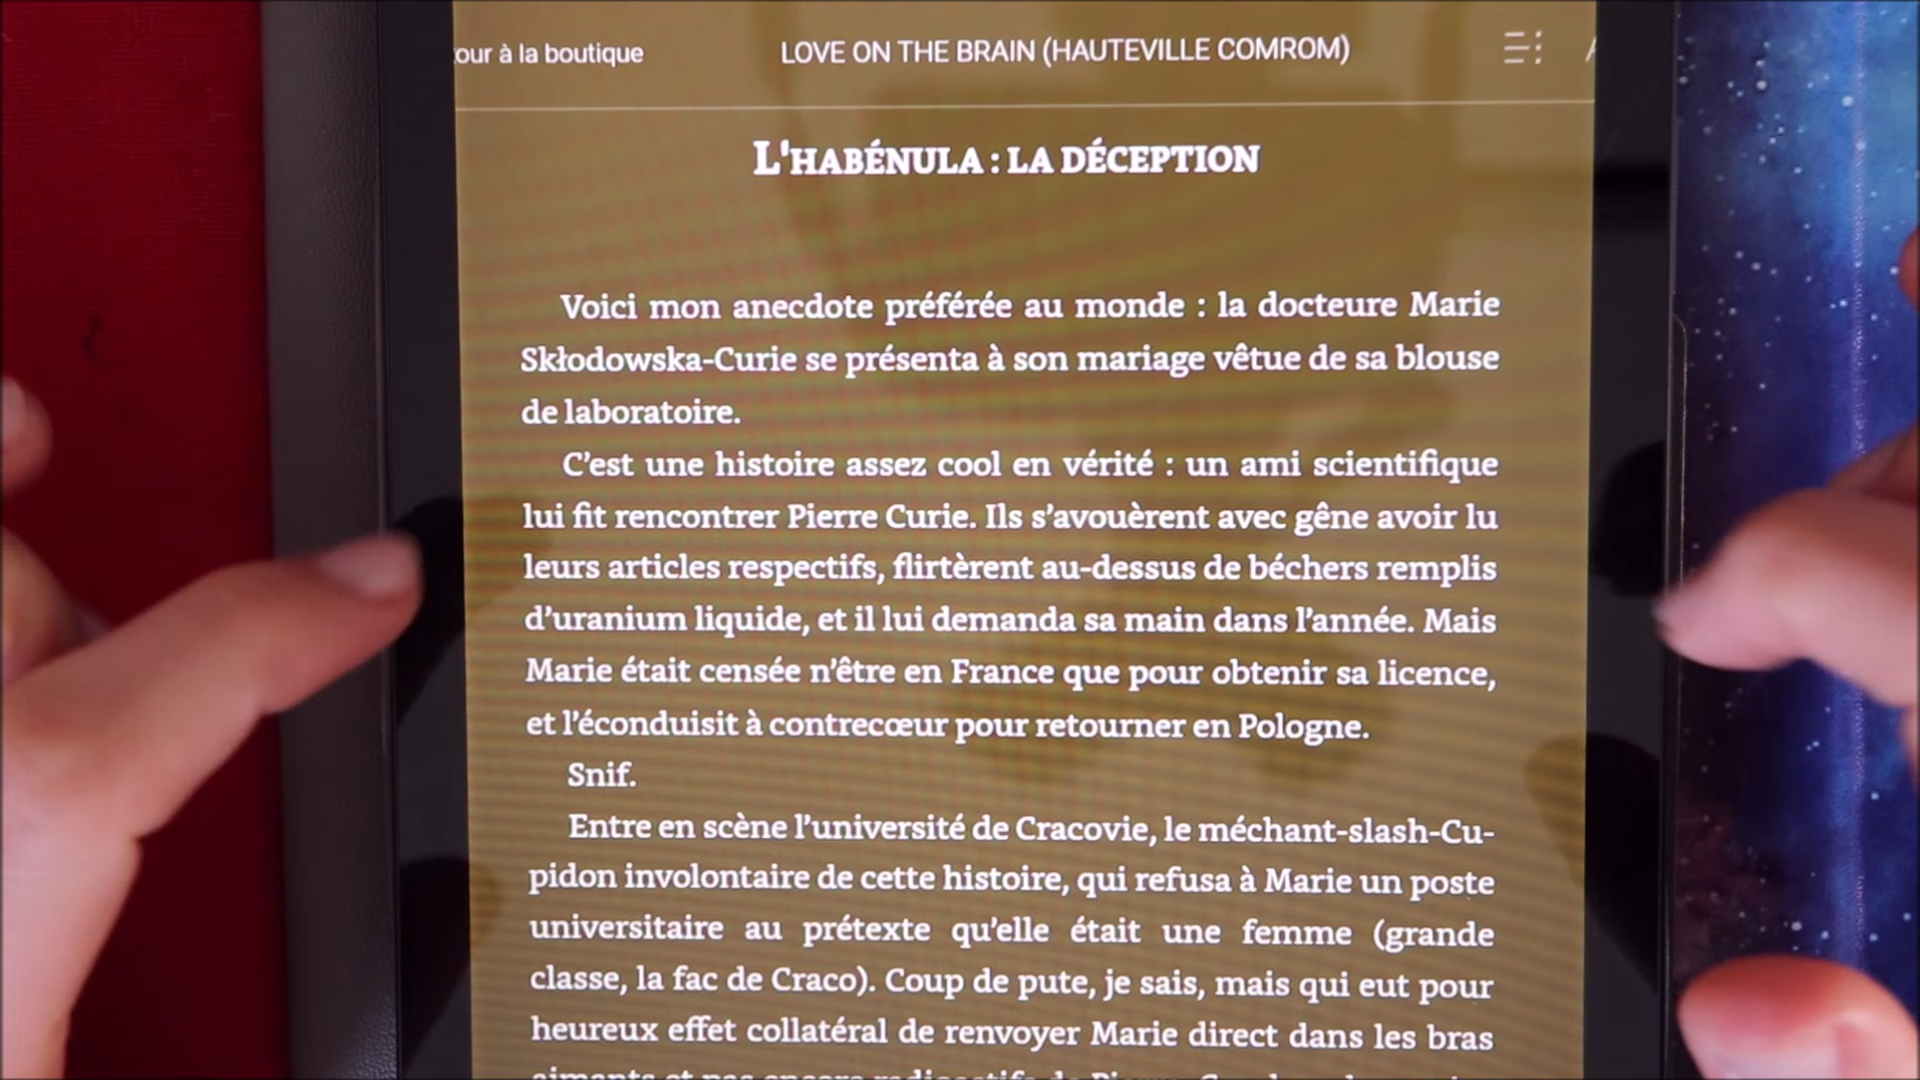 à la boutique
LOVE ON THE BRAIN (HAUTEVILLE COMROM)
L'HABÉNULA : LA DÉCEPTION
Voici mon anecdote préférée au monde : la docteure Marie
Skłodowska-Curie se présenta à son mariage vêtue de sa blouse
de laboratoire.
C’est une histoire assez cool en vérité : un ami scientifique
lui fit rencontrer Pierre Curie. Ils s’avouèrent avec gêne avoir lu
leurs articles respectifs, flirtèrent au-dessus de béchers remplis
d’uranium liquide, et il lui demanda sa main dans l’année. Mais
Marie était censée n’être en France que pour obtenir sa licence,
et l’éconduisit à contrecœur pour retourner en Pologne.
Snif.
Entre en scène l’université de Cracovie, le méchant-slash-Cu-
pidon involontaire de cette histoire, qui refusa à Marie un poste
universitaire au prétexte qu’elle était une femme (grande
classe, la fac de Craco). Coup de pute, je sais, mais qui eut pour
heureux effet collatéral de renvoyer Marie direct dans les bras